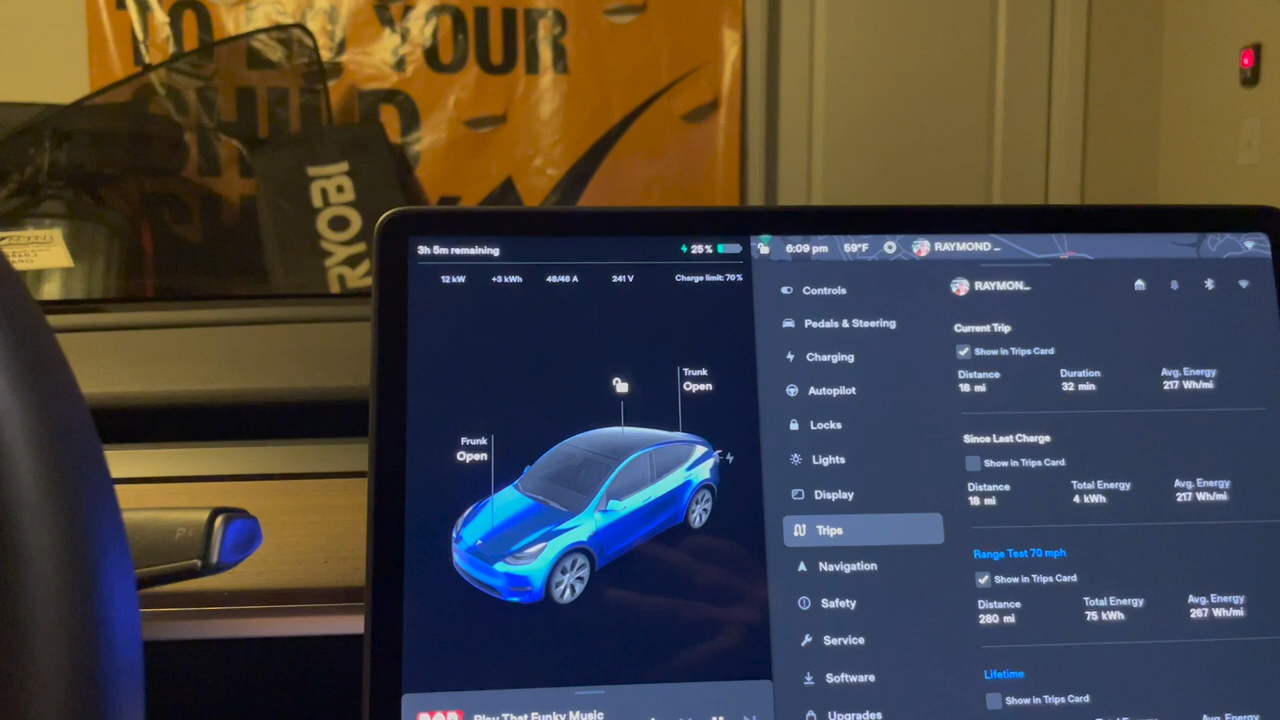 TO BU YOUR
SHED
RYOBI
3h 5m remaining
25%
6:09 pm
59°F
RAYMOND ...
12 kW
+3 kWh
48/48 A
241 V
Charge limit: 70%
Controls
RAYMON...
Pedals & Steering
Current Trip
Show in Trips Card
Charging
Distance
Duration
Avg. Energy
18 mi
32 min
217 Wh/mi
Trunk
Open
Autopilot
Locks
Frunk
Open
Since Last Charge
Show in Trips Card
Lights
Distance
Total Energy
Avg. Energy
18 mi
4 kWh
217 Wh/mi
Display
Trips
Range Test 70 mph
Show in Trips Card
Navigation
Distance
Total Energy
Avg. Energy
280 mi
75 kWh
267 Wh/mi
Safety
Service
Lifetime
Show in Trips Card
Software
Upgrades
Play That Funky Music
P